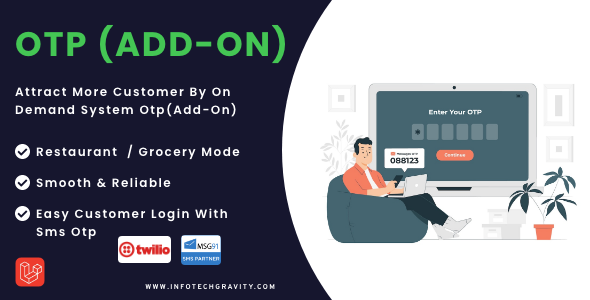 OTP (ADD-ON)
Attract More Customer By On
Demand System Otp(Add-On)
Restaurant / Grocery Mode
Smooth & Reliable
Easy Customer Login With
Sms Otp
twilio
MSG91
SMS PARTNER
WWW.INFOTECHGRAVITY.COM
Enter Your OTP
088123
Continue